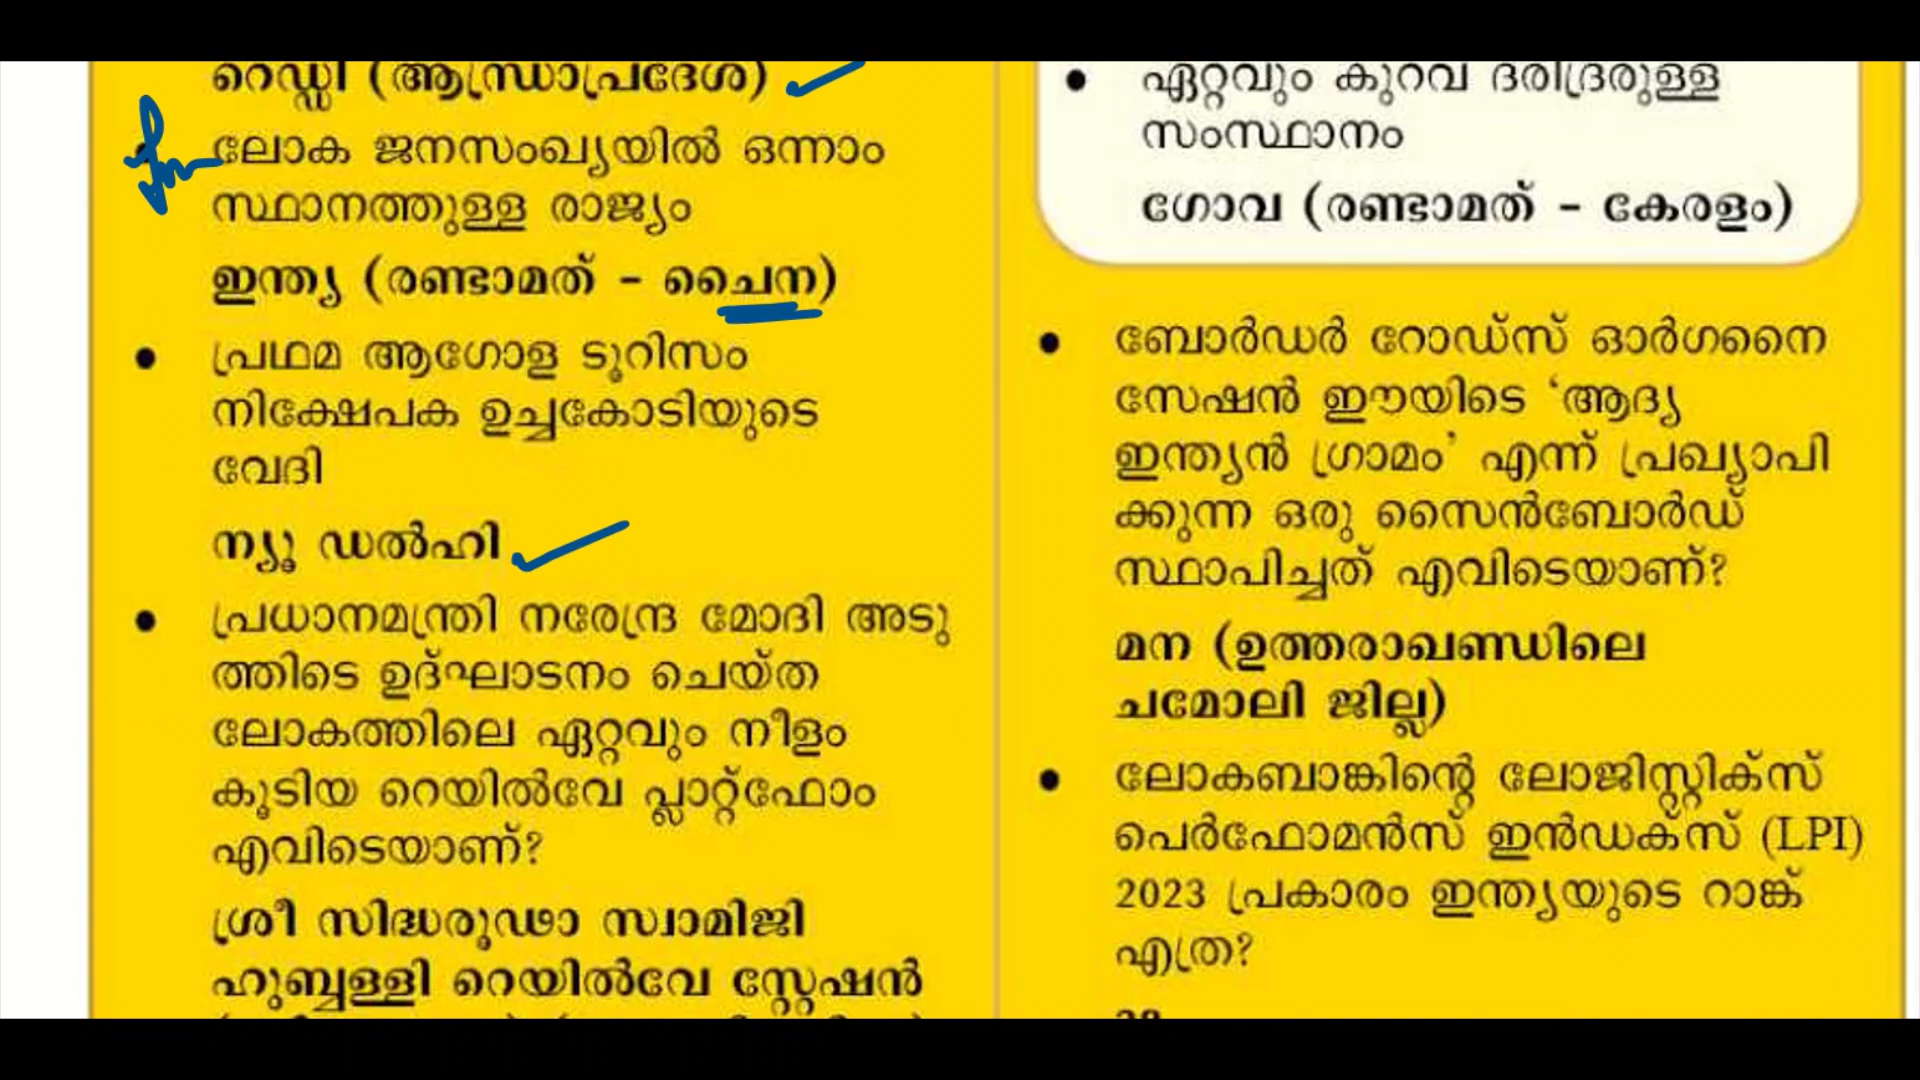 റെഡ്ഡി (ആന്ധ്രാപ്രദേശ)
ലോക ജനസംഖ്യയിൽ ഒന്നാം
സ്ഥാനത്തുള്ള രാജ്യം
ഇന്ത്യ (രണ്ടാമത് - ചൈന)
• പ്രഥമ ആഗോള ടൂറിസം
നിക്ഷേപക ഉച്ചകോടിയുടെ
വേദി
ന്യൂ ഡൽഹി
• പ്രധാനമന്ത്രി നരേന്ദ്ര മോദി അടു
ത്തിടെ ഉദ്ഘാടനം ചെയ്ത
ലോകത്തിലെ ഏറ്റവും നീളം
കൂടിയ റെയിൽവേ പ്ലാറ്റ്ഫോം
എവിടെയാണ്?
ശ്രീ സിദ്ധരൂഢാ സ്വാമിജി
ഹുബ്ബള്ളി റെയിൽവേ സ്റ്റേഷൻ
• ഏറ്റവും കുറവ ദരിദ്രരുള്ള
സംസ്ഥാനം
ഗോവ (രണ്ടാമത് - കേരളം)
• ബോർഡർ റോഡ്സ് ഓർഗനൈ
സേഷൻ ഈയിടെ ‘ആദ്യ
ഇന്ത്യൻ ഗ്രാമം’ എന്ന് പ്രഖ്യാപി
ക്കുന്ന ഒരു സൈൻബോർഡ്
സ്ഥാപിച്ചത് എവിടെയാണ്?
മന (ഉത്തരാഖണ്ഡിലെ
ചമോലി ജില്ല)
• ലോകബാങ്കിന്റെ ലോജിസ്റ്റിക്സ്
പെർഫോമൻസ് ഇൻഡക്സ് (LPI)
2023 പ്രകാരം ഇന്ത്യയുടെ റാങ്ക്
എത്ര?